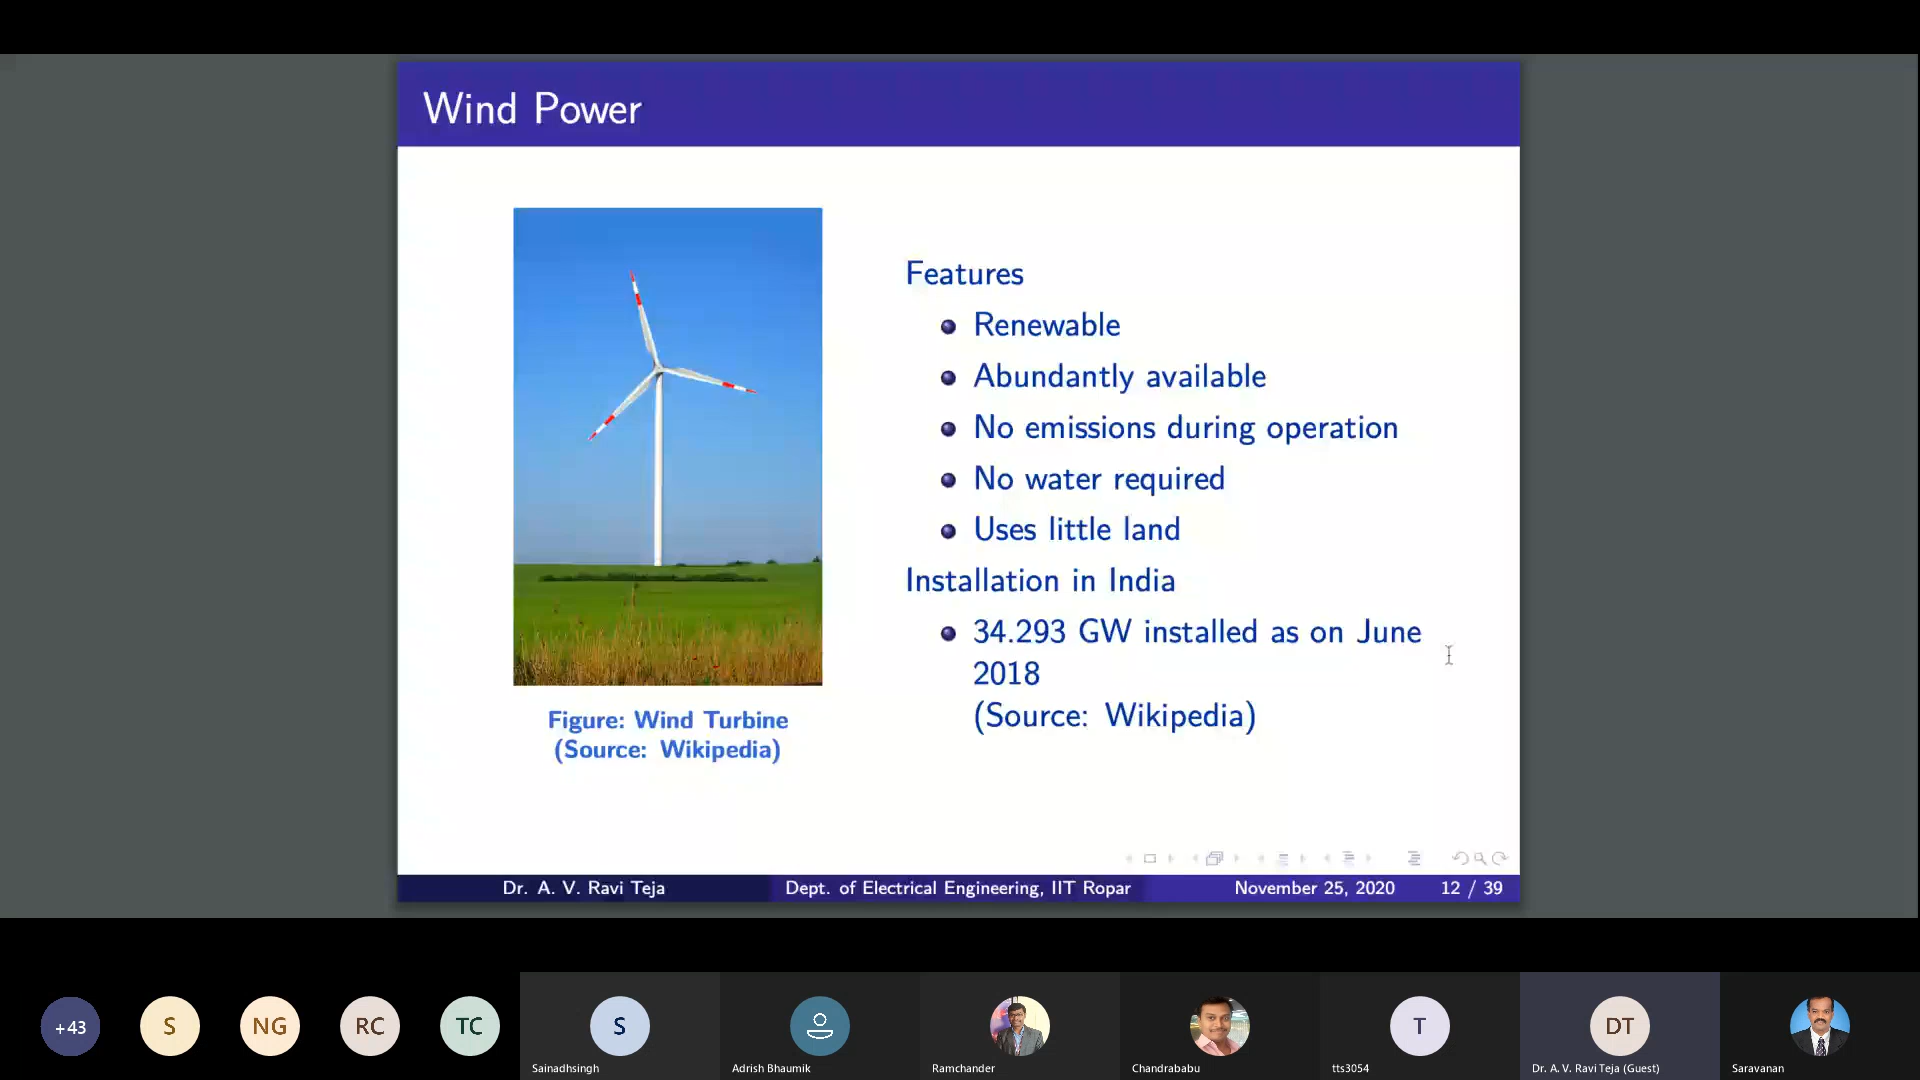 Wind Power
Features
Renewable
Abundantly available
No emissions during operation
No water required
Uses little land
Installation in India
34.293 GW installed as on June
2018
(Source: Wikipedia)
Figure: Wind Turbine
(Source: Wikipedia)
Dr. A. V. Ravi Teja
Dept. of Electrical Engineering, IIT Ropar
November 25, 2020
12 / 39
+43
S
NG
RC
TC
S
T
DT
Sainadhsingh
Adrish Bhaumik
Ramchander
Chandrababu
tts3054
Dr. A. V. Ravi Teja (Guest)
Saravanan